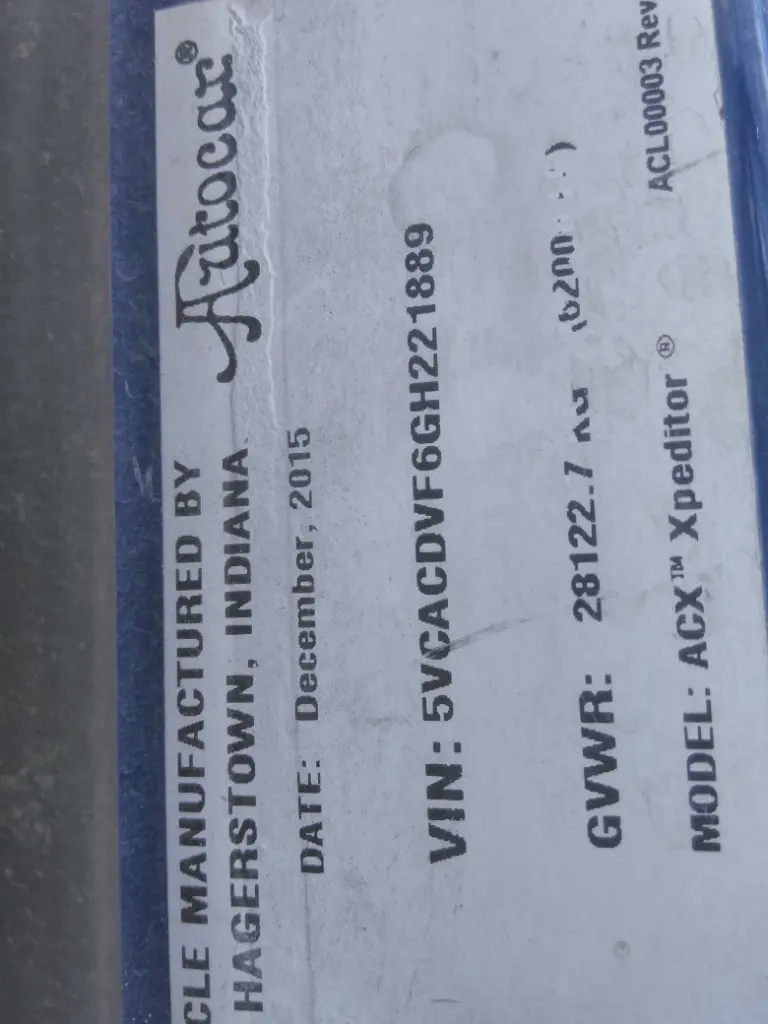 CLE MANUFACTURED BY
HAGERSTOWN, INDIANA
Autocar®
DATE: December, 2015
VIN: 5VCACDVF6GH221889
GVWR: 28122.7
MODEL: ACX™ Xpeditor®
ACL00003 Rev